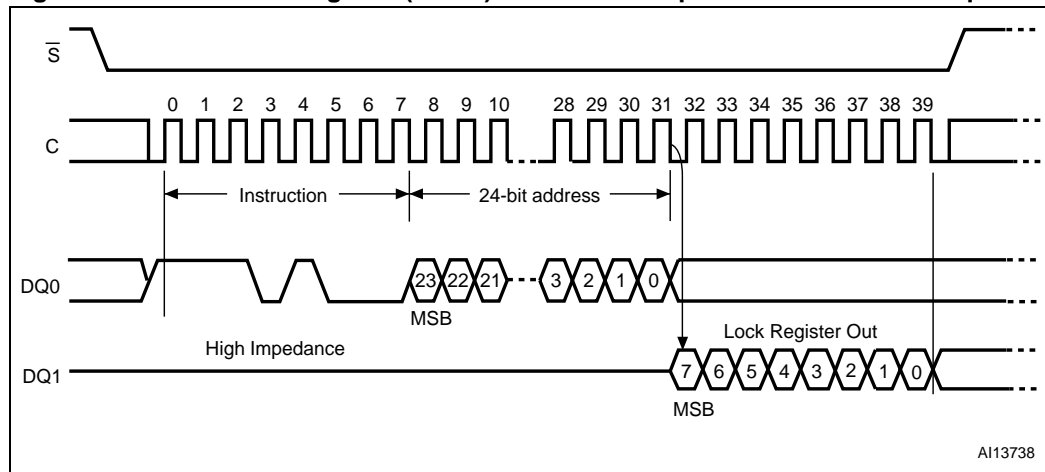 S
0 1 2 3 4 5 6 7 8 9 10 28 29 30 31 32 33 34 35 36 37 38 39
C
Instruction 24-bit address
DQ0 23 22 21 3 2 1 0
MSB
High Impedance Lock Register Out
DQ1 7 6 5 4 3 2 1 0
MSB
AI13738